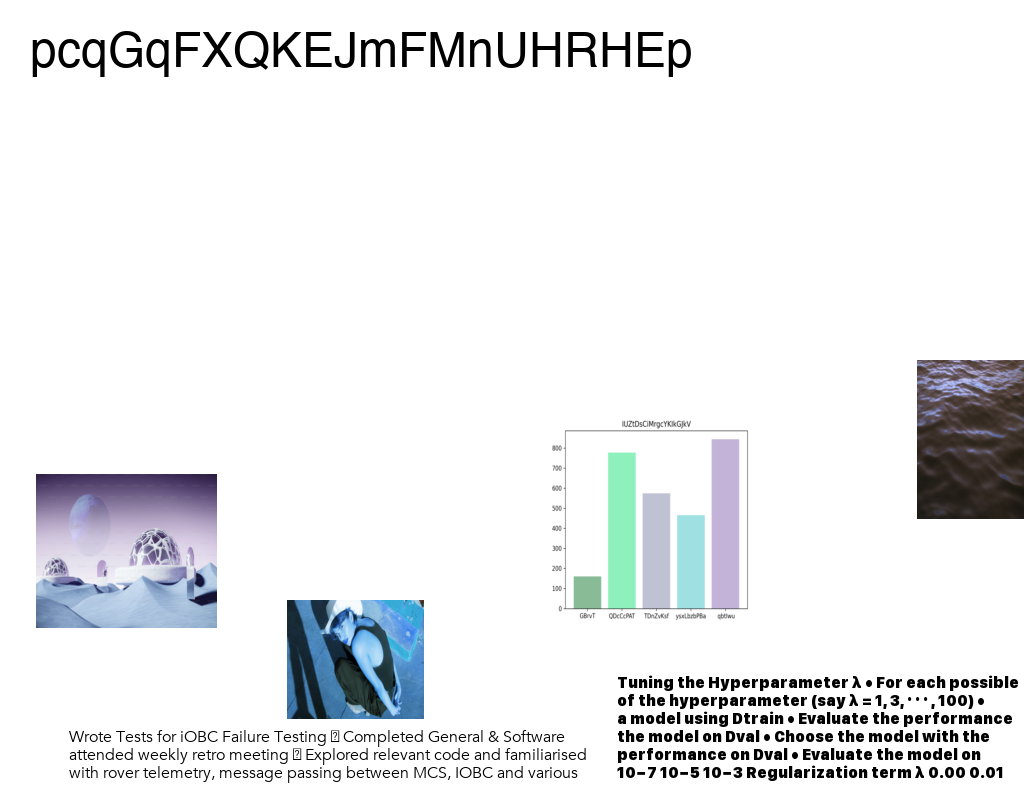 pcqGqFXQKEJmFMnUHRHEp
IUZtDsCiMrgcYKlkGJkV
800
700
600
500
400
300
200
100
0
GBrvT QDcCcPAT TDnZvKsf ysxLbzbPBa qbtlwu
Tuning the Hyperparameter λ • For each possible
of the hyperparameter (say λ = 1, 3, · · · , 100) •
a model using Dtrain • Evaluate the performance
the model on Dval • Choose the model with the
performance on Dval • Evaluate the model on
10−7 10−5 10−3 Regularization term λ 0.00 0.01
Wrote Tests for iOBC Failure Testing Completed General & Software
attended weekly retro meeting Explored relevant code and familiarised
with rover telemetry, message passing between MCS, IOBC and various